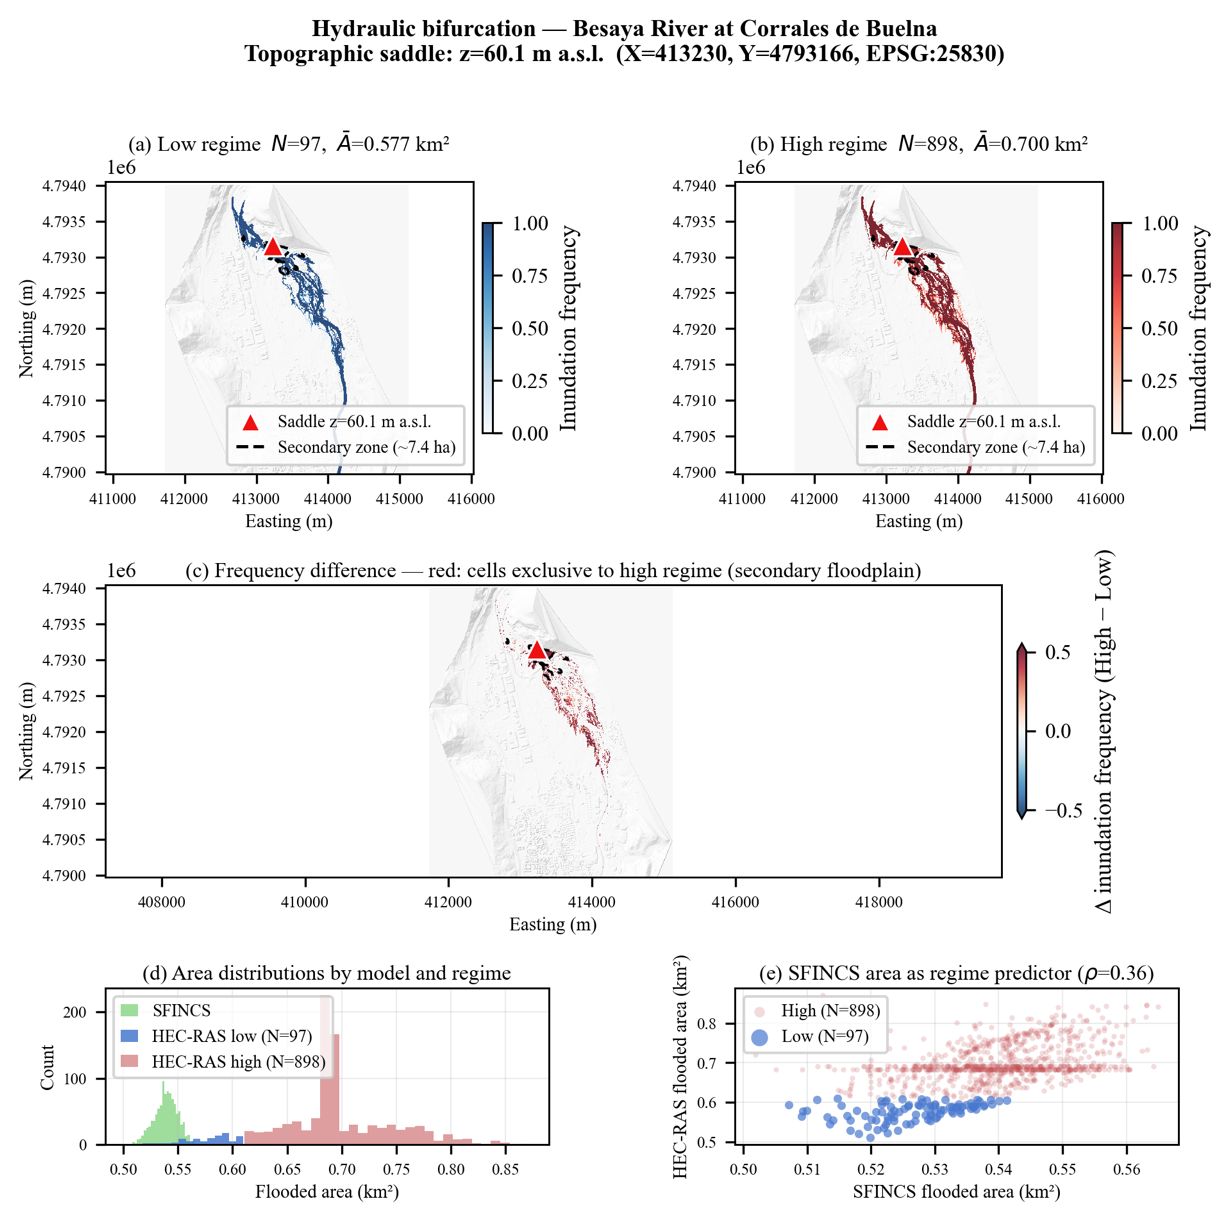 Hydraulic bifurcation — Besaya River at Corrales de Buelna
Topographic saddle: z=60.1 m a.s.l. (X=413230, Y=4793166, EPSG:25830)
(a) Low regime N=97, Ā=0.577 km²
1e6
4.7940
4.7935
4.7930
4.7925
4.7920
4.7915
4.7910
4.7905
4.7900
Northing (m)
Saddle z=60.1 m a.s.l.
Secondary zone (~7.4 ha)
411000 412000 413000 414000 415000 416000
Easting (m)
1.00
0.75
0.50
0.25
0.00
Inundation frequency
(b) High regime N=898, Ā=0.700 km²
1e6
4.7940
4.7935
4.7930
4.7925
4.7920
4.7915
4.7910
4.7905
4.7900
Saddle z=60.1 m a.s.l.
Secondary zone (~7.4 ha)
411000 412000 413000 414000 415000 416000
Easting (m)
1.00
0.75
0.50
0.25
0.00
Inundation frequency
1e6
(c) Frequency difference — red: cells exclusive to high regime (secondary floodplain)
4.7940
4.7935
4.7930
4.7925
4.7920
4.7915
4.7910
4.7905
4.7900
Northing (m)
408000 410000 412000 414000 416000 418000
Easting (m)
0.5
0.0
−0.5
Δ inundation frequency (High − Low)
(d) Area distributions by model and regime
SFINCS
HEC-RAS low (N=97)
HEC-RAS high (N=898)
200
100
0
Count
0.50 0.55 0.60 0.65 0.70 0.75 0.80 0.85
Flooded area (km²)
(e) SFINCS area as regime predictor (ρ=0.36)
High (N=898)
Low (N=97)
0.8
0.7
0.6
0.5
HEC-RAS flooded area (km²)
0.50 0.51 0.52 0.53 0.54 0.55 0.56
SFINCS flooded area (km²)